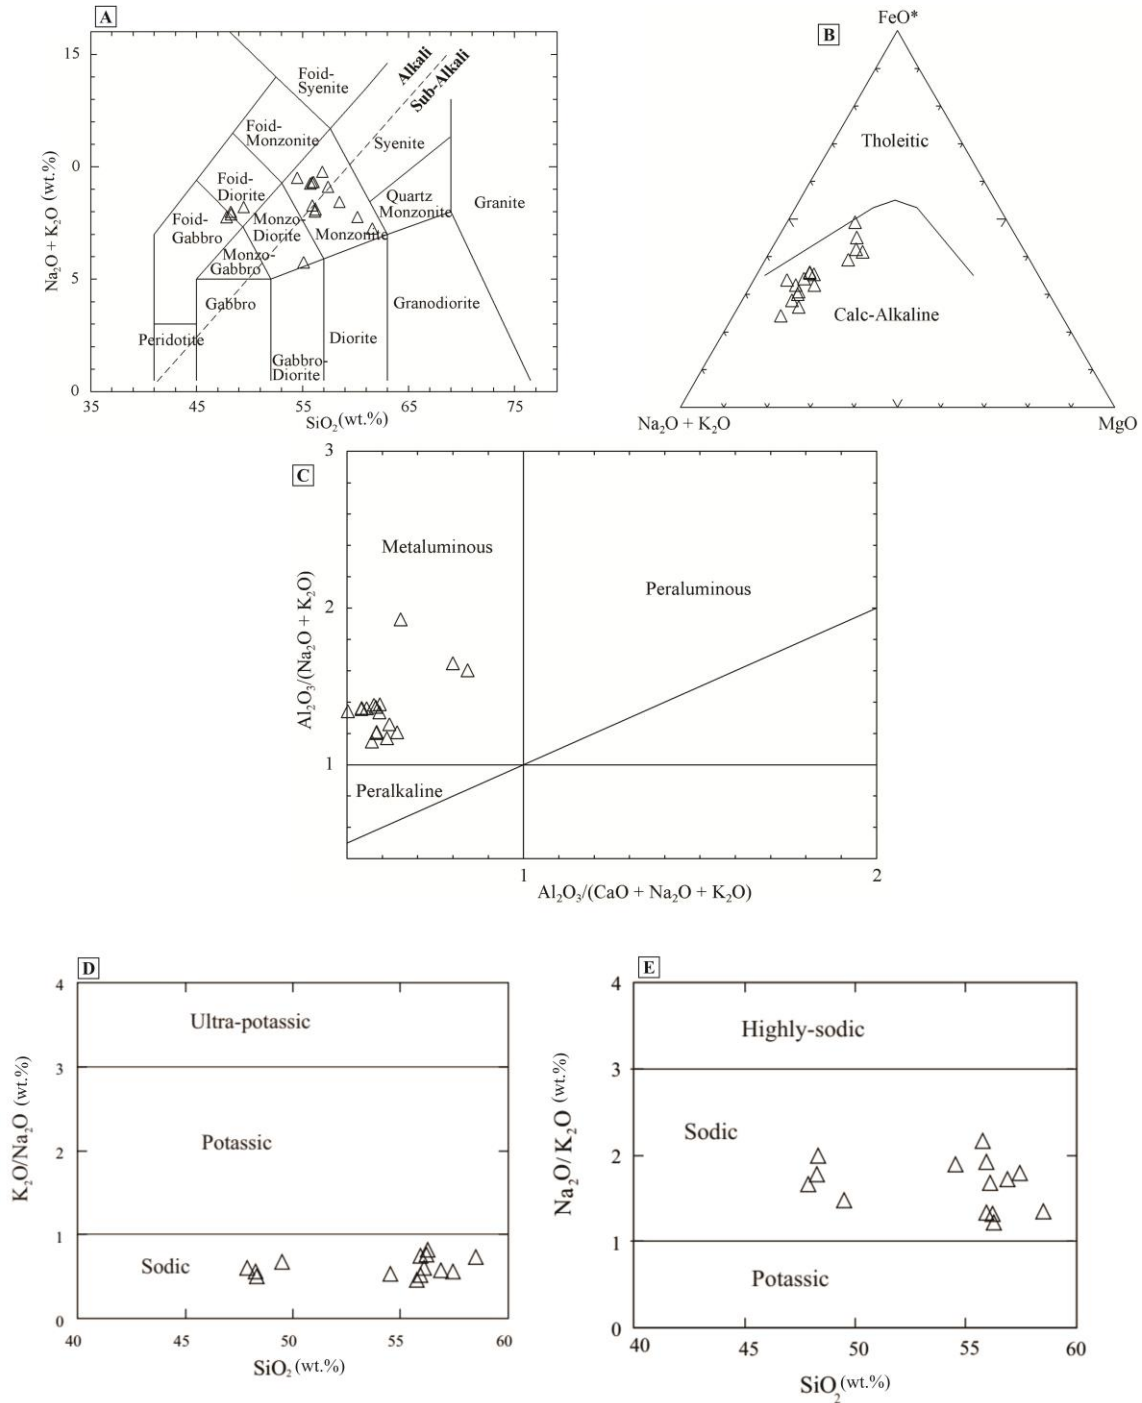 A
15
0
5
0
Na₂O + K₂O (wt.%)
Foid-
Syenite
Alkali
Sub-Alkali
Foid-
Monzonite
Syenite
Foid-
Diorite
Quartz
Monzonite
Granite
Foid-
Gabbro
Monzo-
Diorite
Monzonite
Monzo-
Gabbro
Gabbro
Granodiorite
Peridotite
Diorite
Gabbro-
Diorite
35
45
55
65
75
SiO₂ (wt.%)
B
FeO*
Tholeitic
Calc-Alkaline
Na₂O + K₂O
MgO
C
3
2
1
Al₂O₃/(Na₂O + K₂O)
Metaluminous
Peraluminous
Peralkaline
1
2
Al₂O₃/(CaO + Na₂O + K₂O)
D
4
3
2
1
0
K₂O/Na₂O (wt.%)
Ultra-potassic
Potassic
Sodic
40
45
50
55
60
SiO₂ (wt.%)
E
4
3
2
1
0
Na₂O/K₂O (wt.%)
Highly-sodic
Sodic
Potassic
40
45
50
55
60
SiO₂ (wt.%)